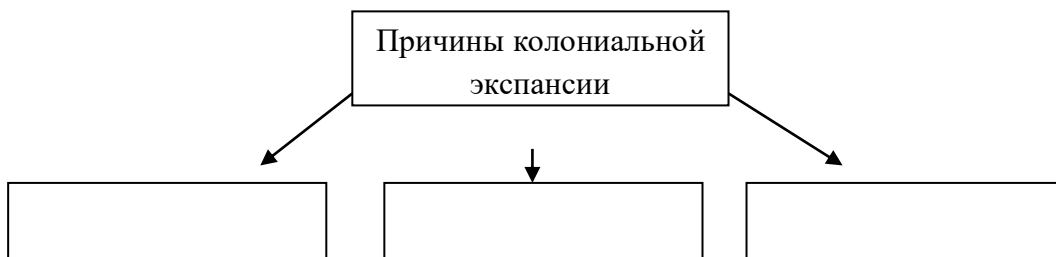 Причины колониальной
экспансии